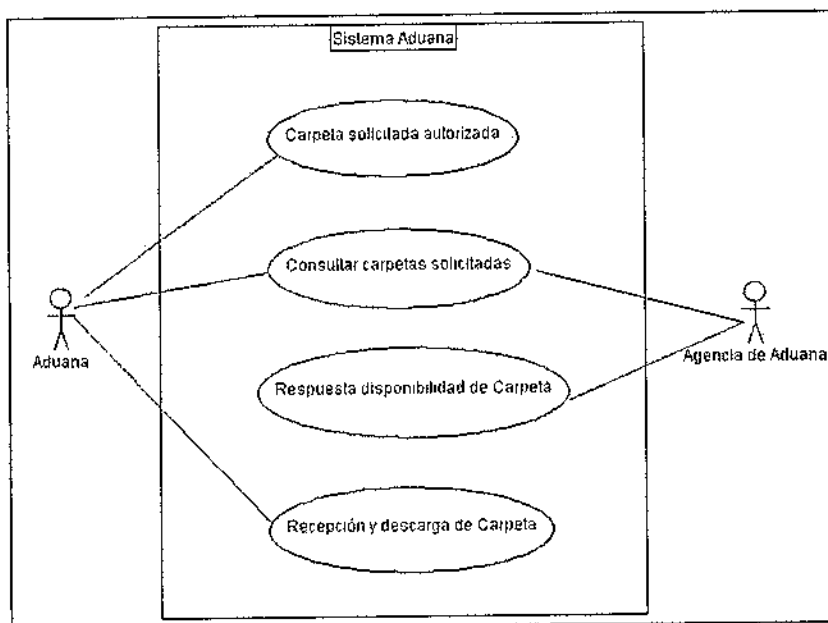 Sistema Aduana
Carpeta solicitada autorizada
Consultar carpetas solicitadas
Aduana
Agencia de Aduana
Respuesta disponibilidad de Carpeta
Recepción y descarga de Carpeta